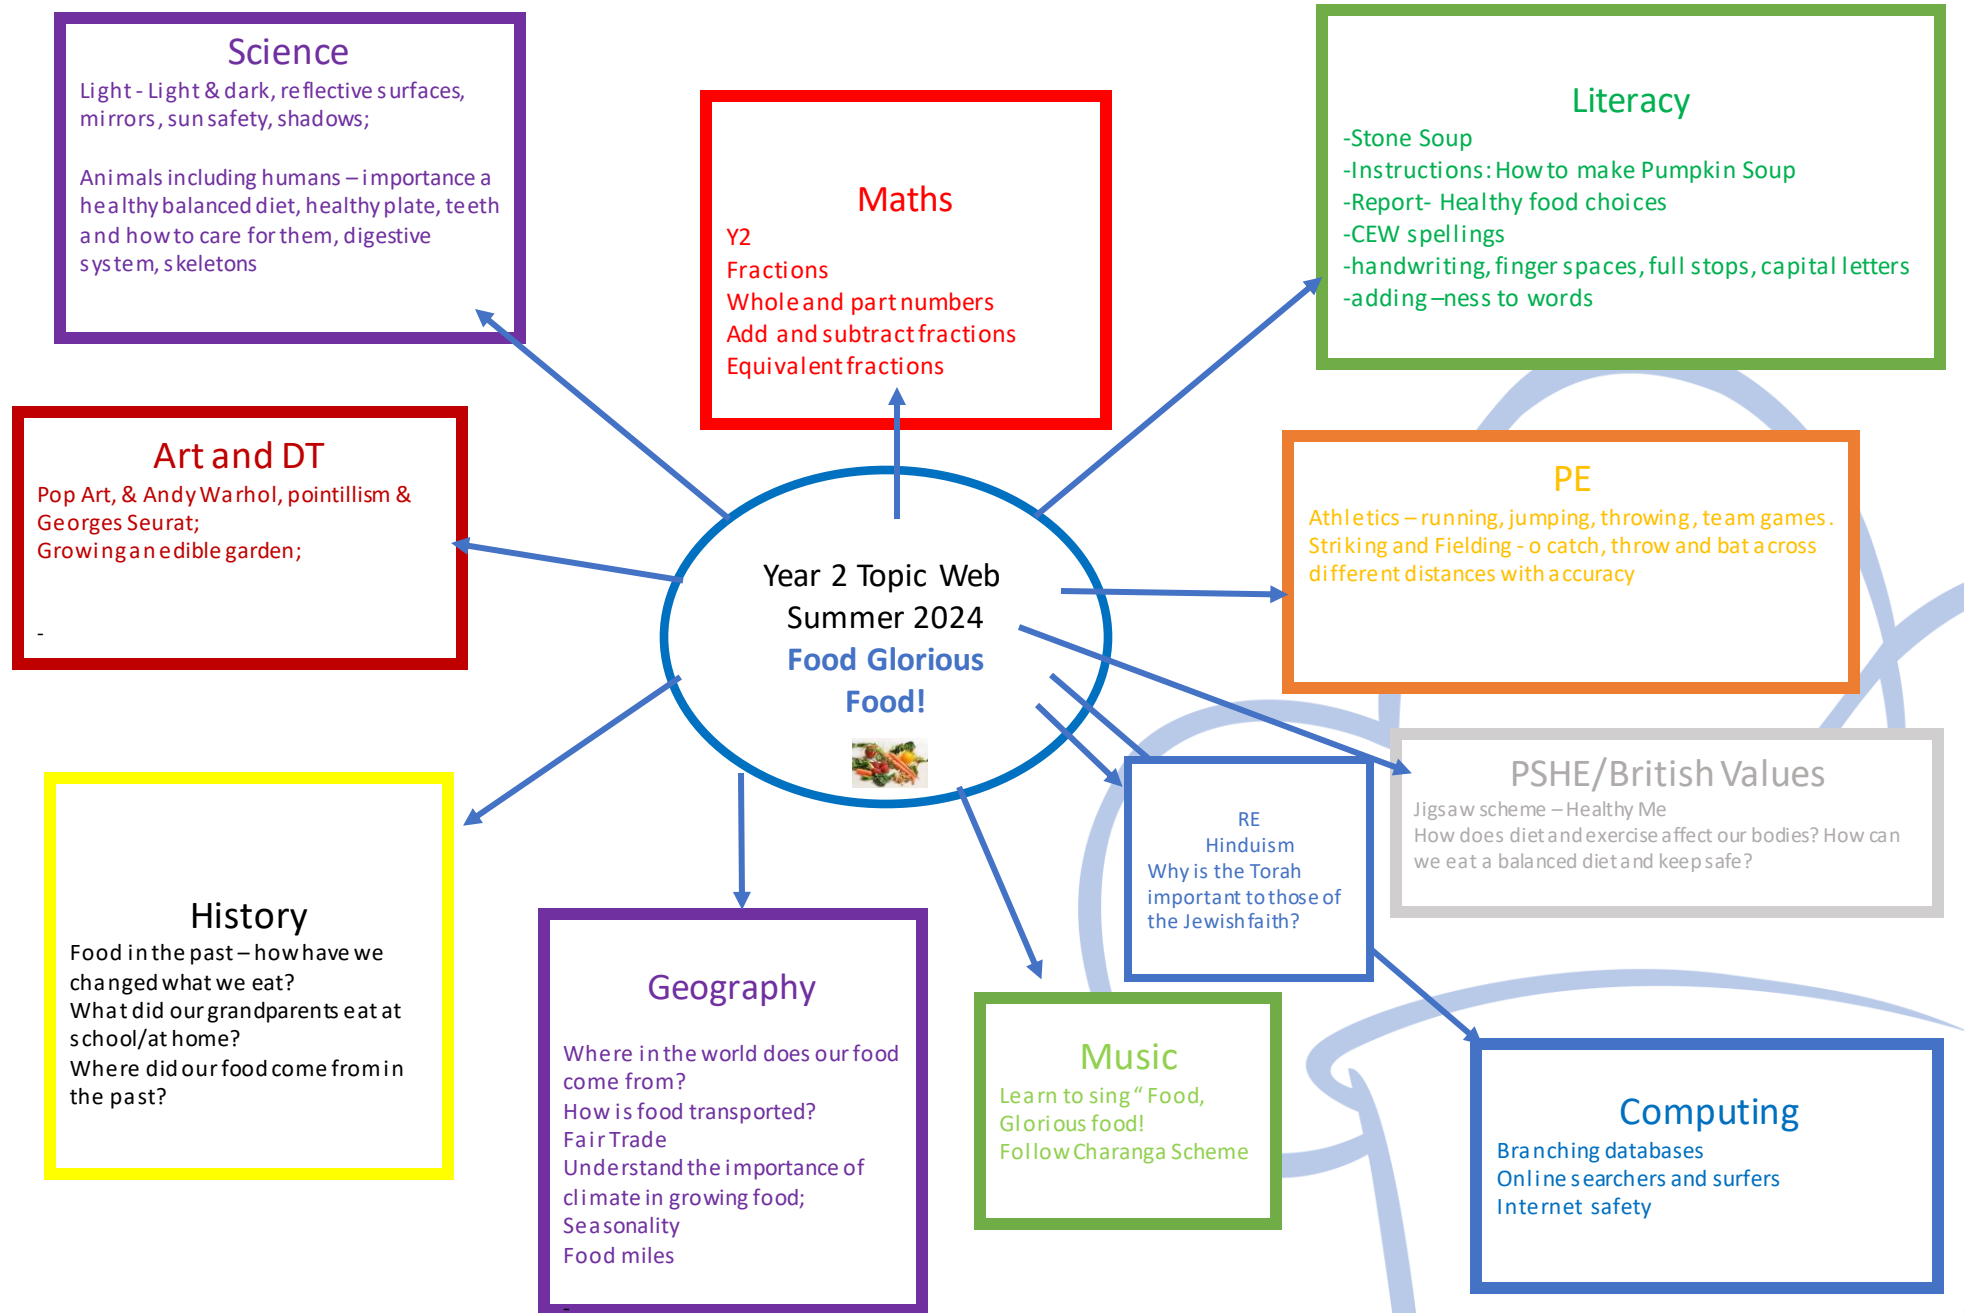 Science
Light - Light & dark, reflective surfaces,
mirrors, sun safety, shadows;
Animals including humans – importance a
healthy balanced diet, healthy plate, teeth
and how to care for them, digestive
system, skeletons
Maths
Y2
Fractions
Whole and part numbers
Add and subtract fractions
Equivalent fractions
Literacy
-Stone Soup
-Instructions: How to make Pumpkin Soup
-Report- Healthy food choices
-CEW spellings
-handwriting, finger spaces, full stops, capital letters
-adding –ness to words
Art and DT
Pop Art, & Andy Warhol, pointillism &
Georges Seurat;
Growing an edible garden;
-
Year 2 Topic Web
Summer 2024
Food Glorious
Food!
PE
Athletics – running, jumping, throwing, team games.
Striking and Fielding - o catch, throw and bat across
different distances with accuracy
PSHE/British Values
Jigsaw scheme – Healthy Me
How does diet and exercise affect our bodies? How can
we eat a balanced diet and keep safe?
RE
Hinduism
Why is the Torah
important to those of
the Jewish faith?
History
Food in the past – how have we
changed what we eat?
What did our grandparents eat at
school/at home?
Where did our food come from in
the past?
Geography
Where in the world does our food
come from?
How is food transported?
Fair Trade
Understand the importance of
climate in growing food;
Seasonality
Food miles
-
Music
Learn to sing “ Food,
Glorious food!
Follow Charanga Scheme
Computing
Branching databases
Online searchers and surfers
Internet safety